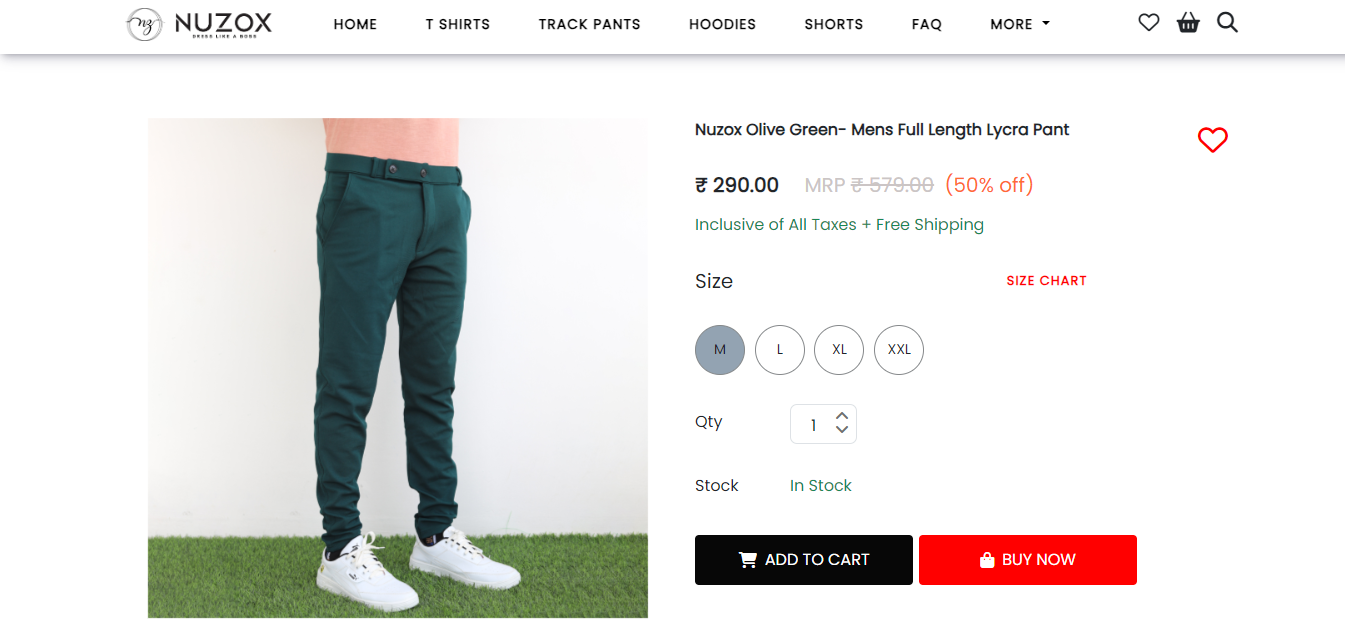 nz NUZOX
DRESS LIKE A BOSS
HOME T SHIRTS TRACK PANTS HOODIES SHORTS FAQ MORE
Nuzox Olive Green- Mens Full Length Lycra Pant
₹ 290.00 MRP ₹ 579.00 (50% off)
Inclusive of All Taxes + Free Shipping
Size SIZE CHART
M L XL XXL
Qty 1
Stock In Stock
ADD TO CART BUY NOW